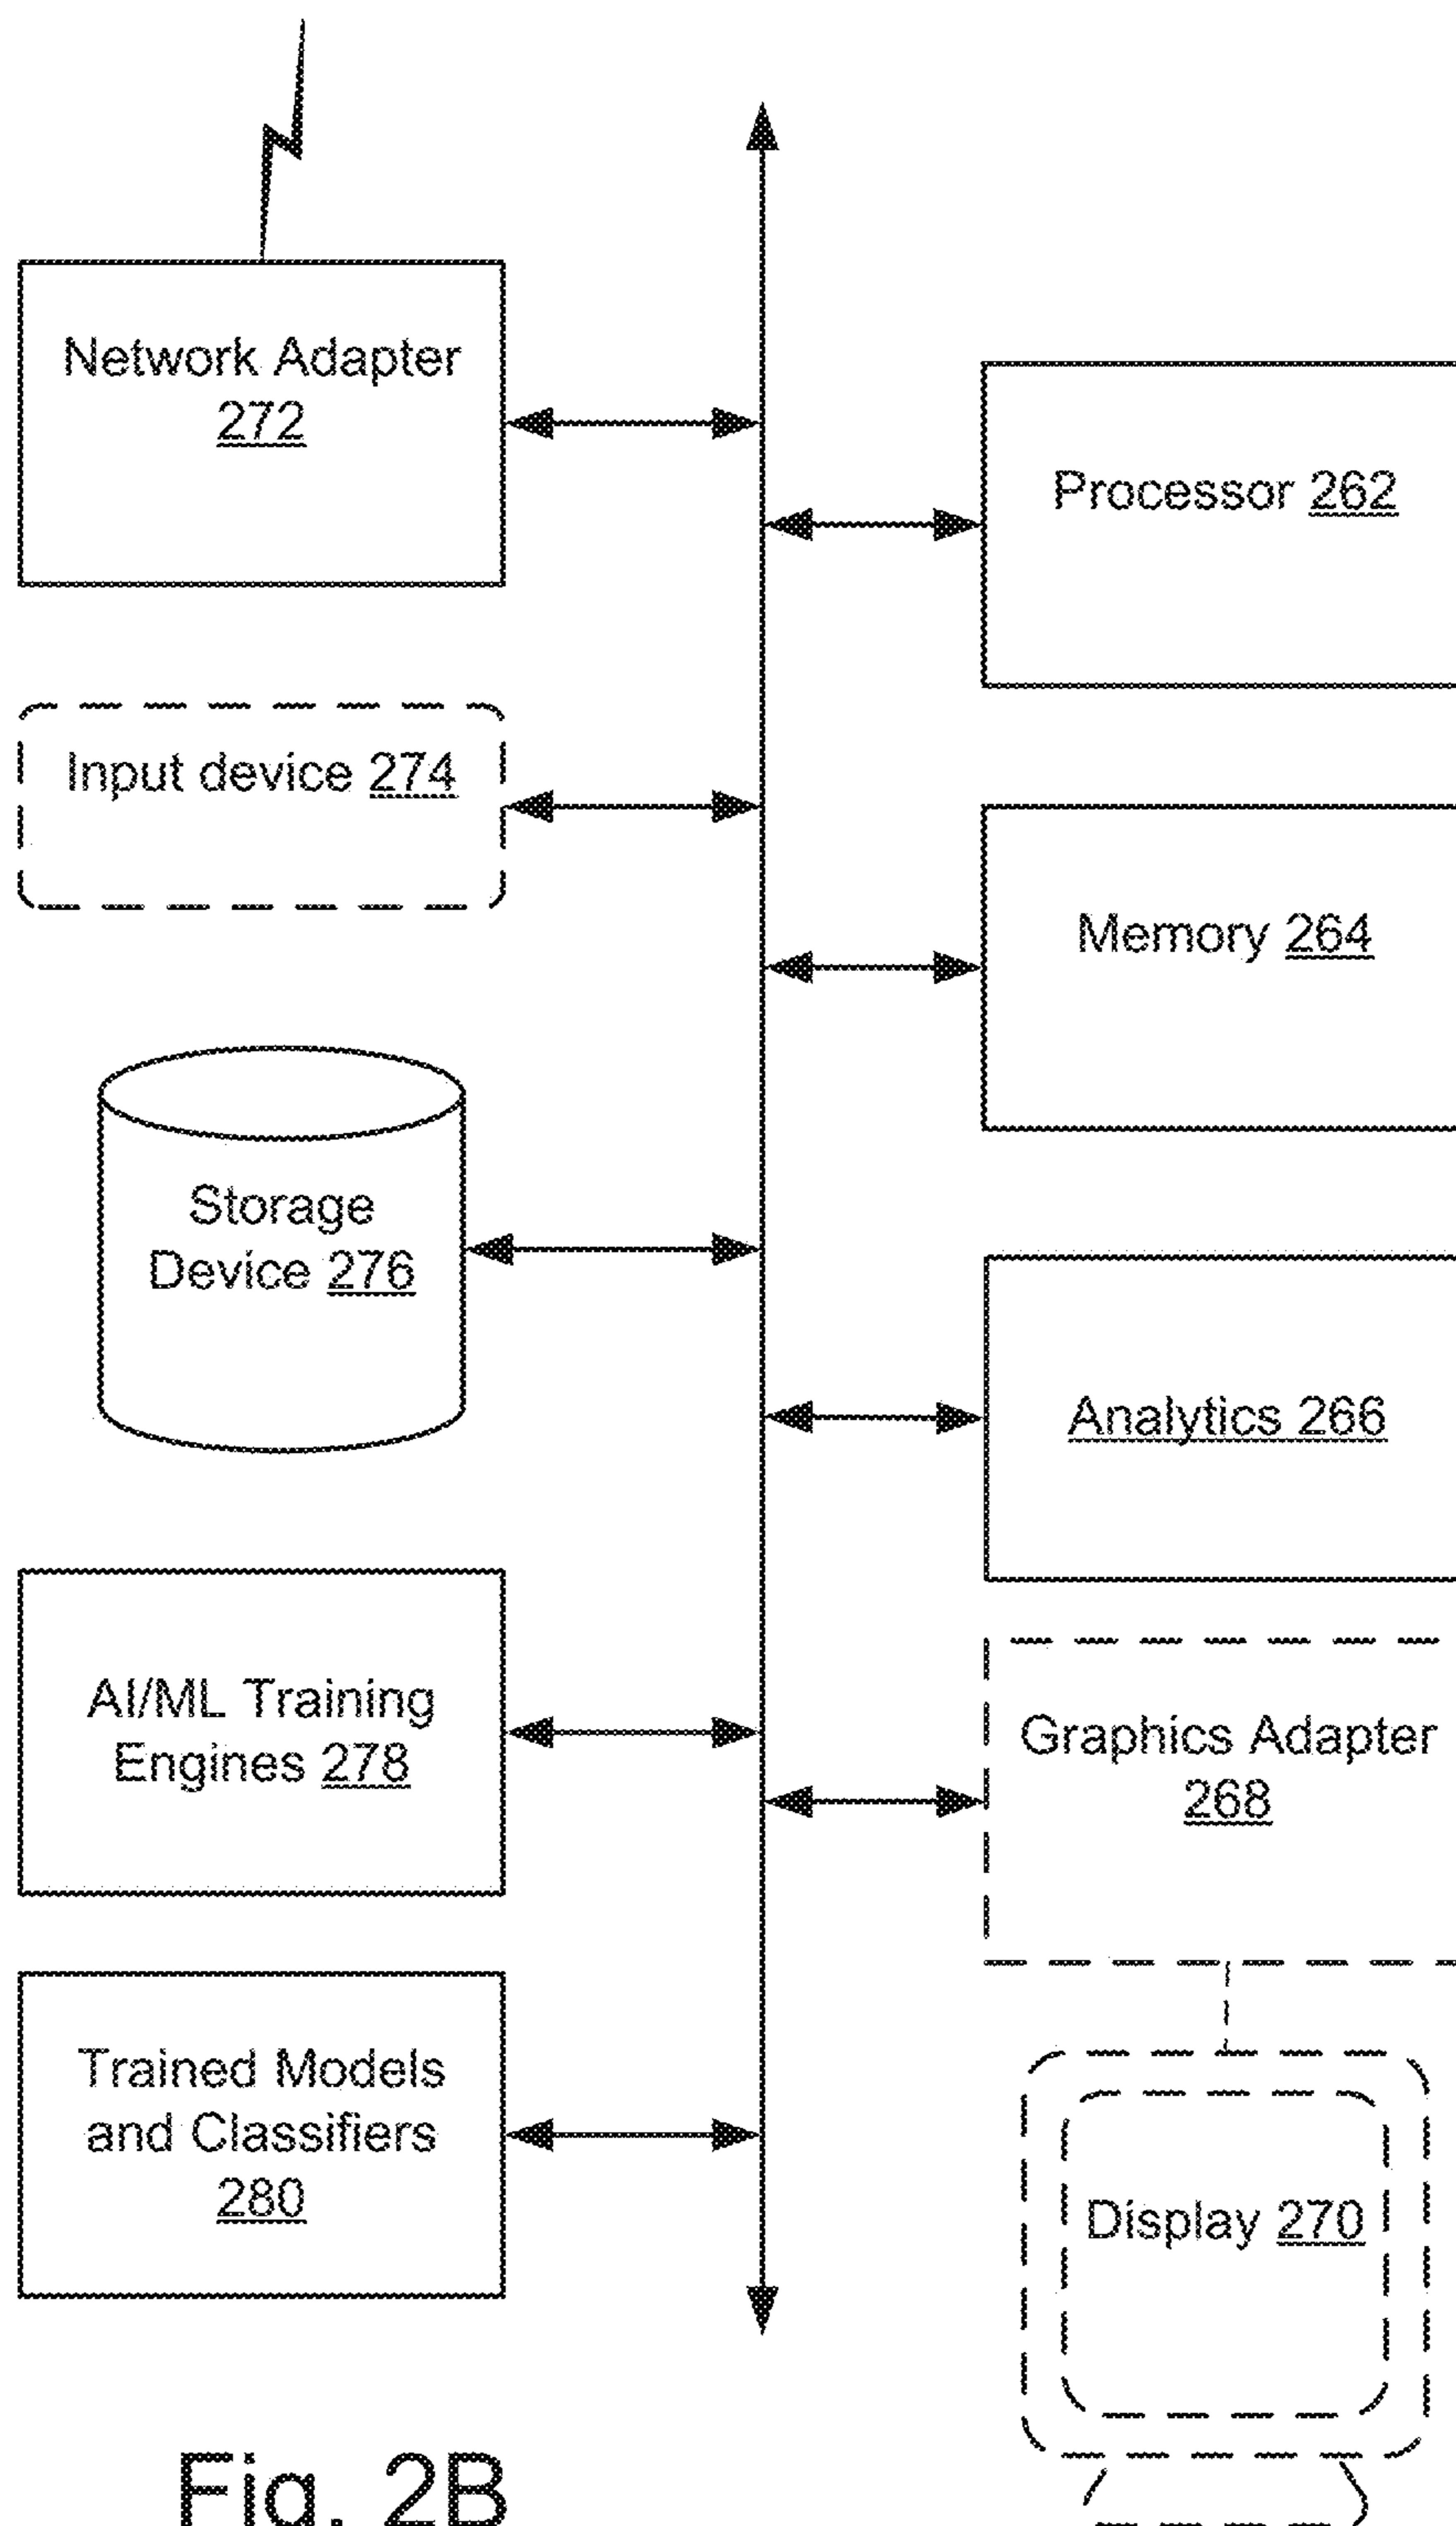 Network Adapter
272
Processor 262
Input device 274
Memory 264
Storage
Device 276
Analytics 266
AI/ML Training
Engines 278
Graphics Adapter
268
Trained Models
and Classifiers
280
Display 270
Fig. 2B